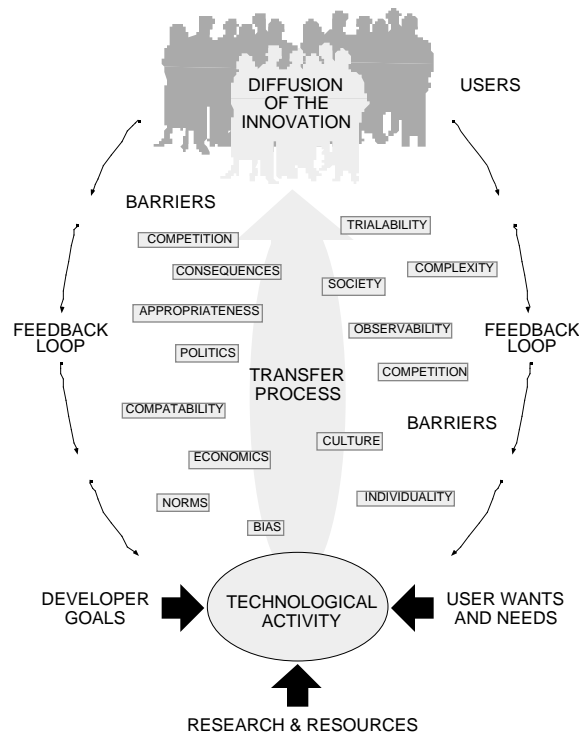 DIFFUSION
OF THE
INNOVATION
USERS
BARRIERS
TRIALABILITY
COMPETITION
CONSEQUENCES
COMPLEXITY
SOCIETY
APPROPRIATENESS
FEEDBACK
LOOP
OBSERVABILITY
FEEDBACK
LOOP
POLITICS
TRANSFER
PROCESS
COMPETITION
COMPATABILITY
BARRIERS
CULTURE
ECONOMICS
NORMS
INDIVIDUALITY
BIAS
DEVELOPER
GOALS
TECHNOLOGICAL
ACTIVITY
USER WANTS
AND NEEDS
RESEARCH & RESOURCES